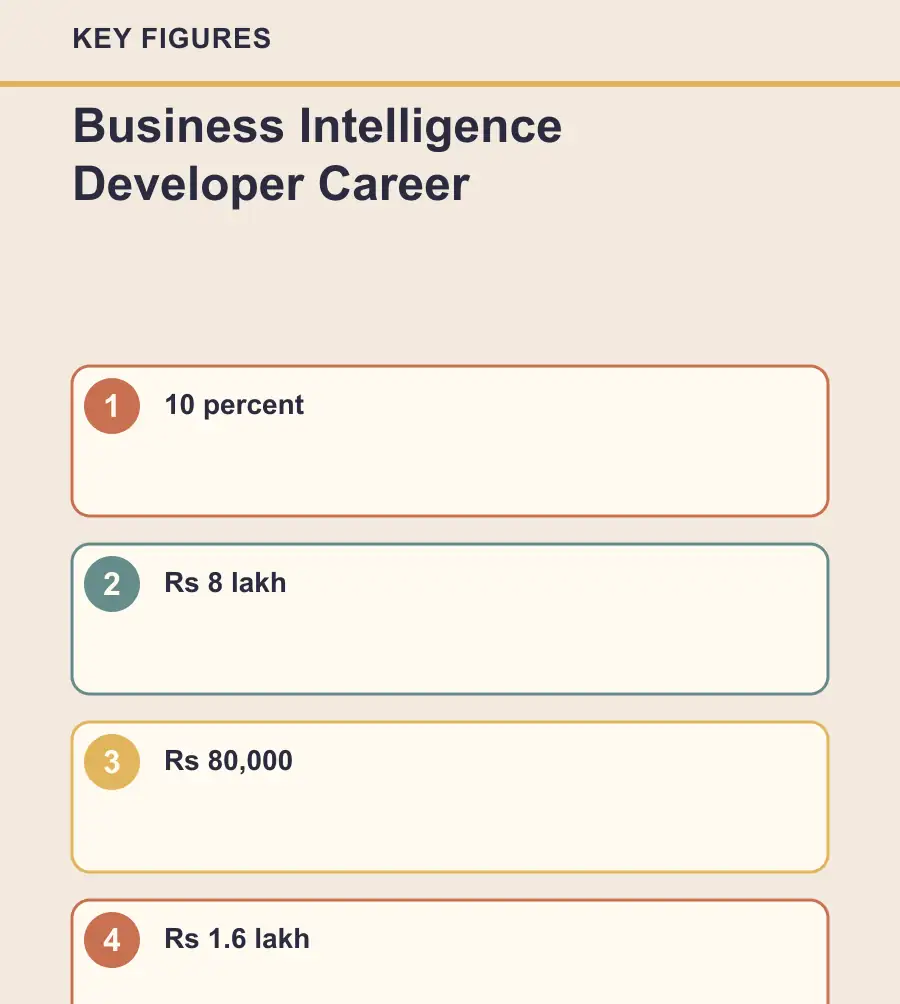 KEY FIGURES
Business Intelligence
Developer Career
1
10 percent
2
Rs 8 lakh
3
Rs 80,000
4
Rs 1.6 lakh